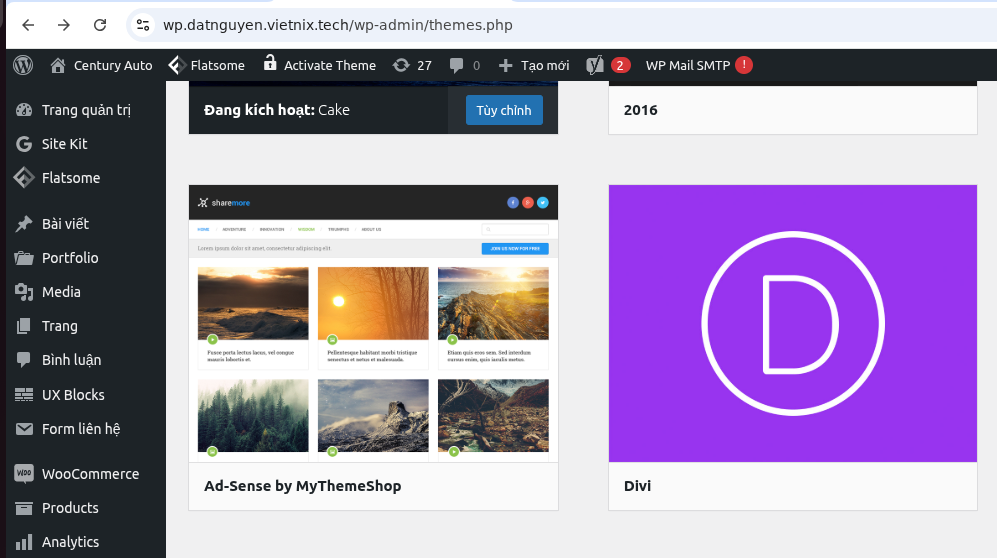 wp.datnguyen.vietnix.tech/wp-admin/themes.php
Century Auto Flatsome Activate Theme 27 0 Tạo mới 2 WP Mail SMTP !
Trang quản trị
Site Kit
Flatsome
Bài viết
Portfolio
Media
Trang
Bình luận
UX Blocks
Form liên hệ
WooCommerce
Products
Analytics
Đang kích hoạt: Cake
Tùy chỉnh
2016
sharemore
HOME ADVENTURE INNOVATION WISDOM TRIUMPHS ABOUT US
Lorem ipsum dolor sit amet, consectetur adipiscing elit.
JOIN US NOW FOR FREE
Fusce porta lectus lacus, vel congue
mauris lobortis et.
Pellentesque habitant morbi tristique
senectus et netus et malesuada.
Etiam quis eros sem. Sed interdum
cursus enim, quis iaculis metus.
Ad-Sense by MyThemeShop
D
Divi